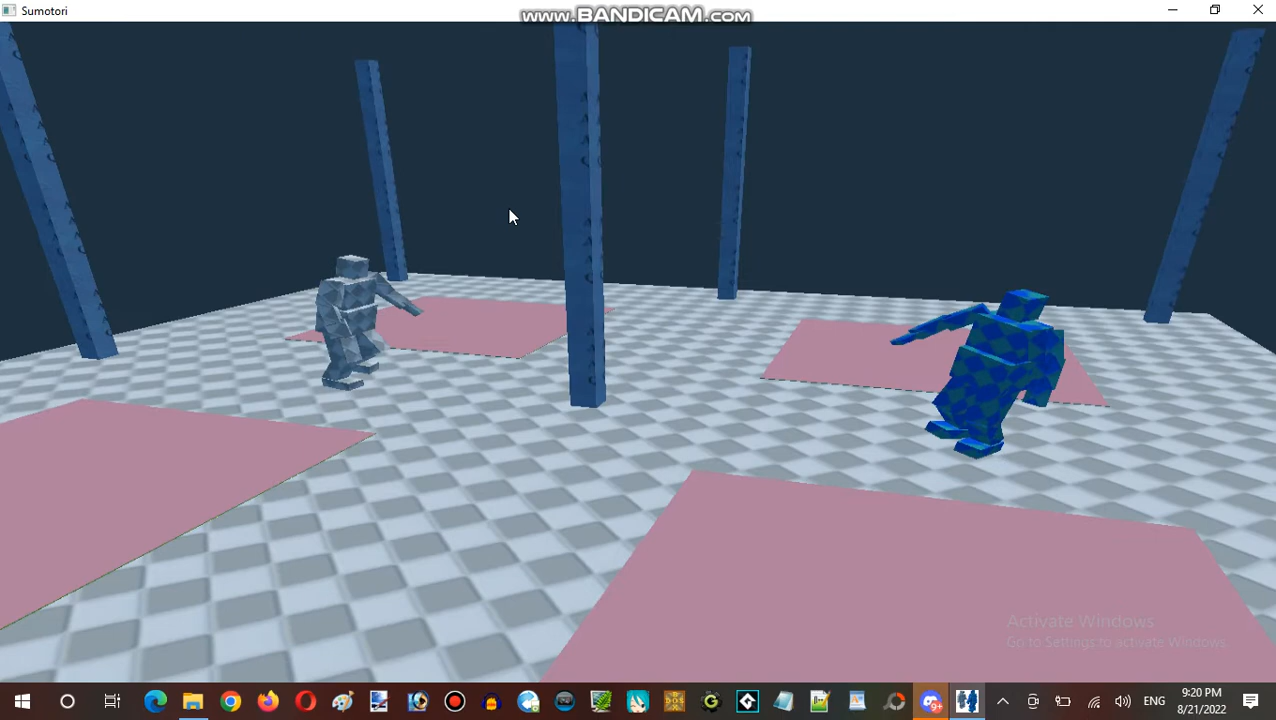 Sumotori
www.BANDICAM.com
Activate Windows
Go to Settings to activate Windows.
9+
ENG
9:20 PM
8/21/2022